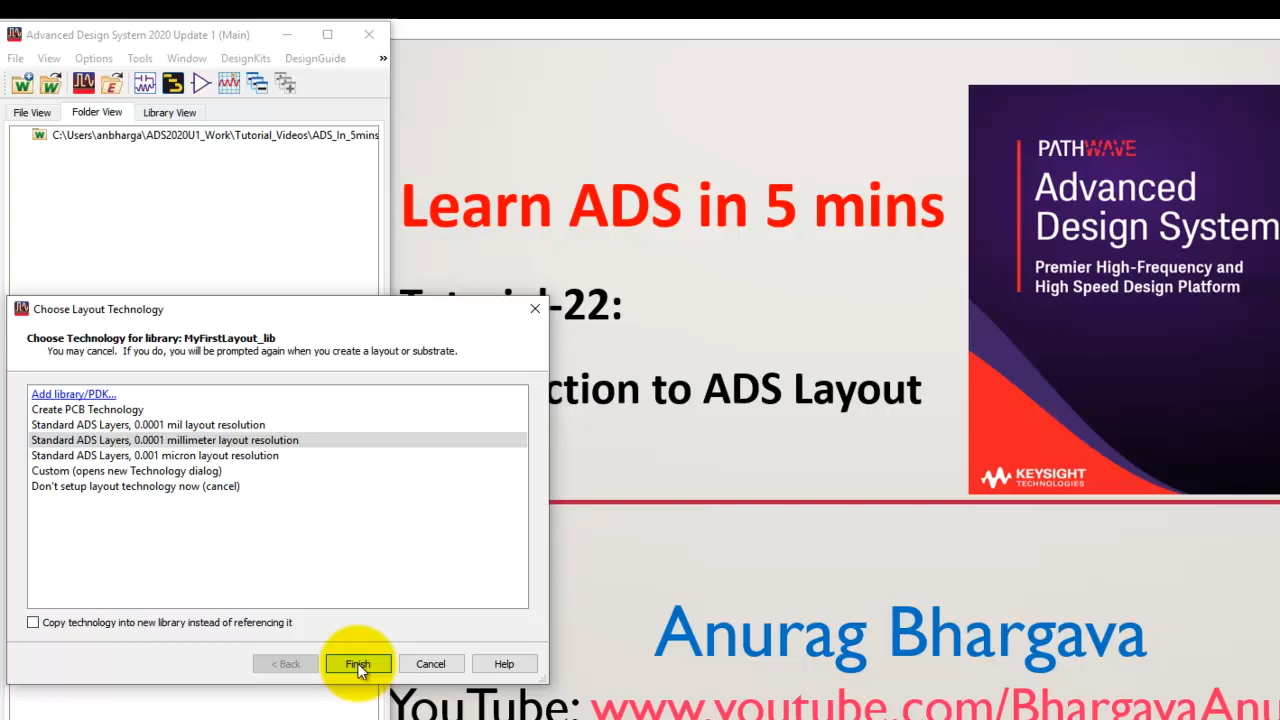 Advanced Design System 2020 Update 1 (Main)
File View Options Tools Window DesignKits DesignGuide »
File View Folder View Library View
C:\Users\anbharga\ADS2020U1_Work\Tutorial_Videos\ADS_In_5mins
Learn ADS in 5 mins
-22:
ction to ADS Layout
PATHWAVE
Advanced
Design System
Premier High-Frequency and
High Speed Design Platform
KEYSIGHT
TECHNOLOGIES
Choose Layout Technology
Choose Technology for library: MyFirstLayout_lib
You may cancel. If you do, you will be prompted again when you create a layout or substrate.
Add library/PDK...
Create PCB Technology
Standard ADS Layers, 0.0001 mil layout resolution
Standard ADS Layers, 0.0001 millimeter layout resolution
Standard ADS Layers, 0.001 micron layout resolution
Custom (opens new Technology dialog)
Don't setup layout technology now (cancel)
Copy technology into new library instead of referencing it
< Back Finish Cancel Help
Anurag Bhargava
YouTube: www.youtube.com/BhargavaAnu